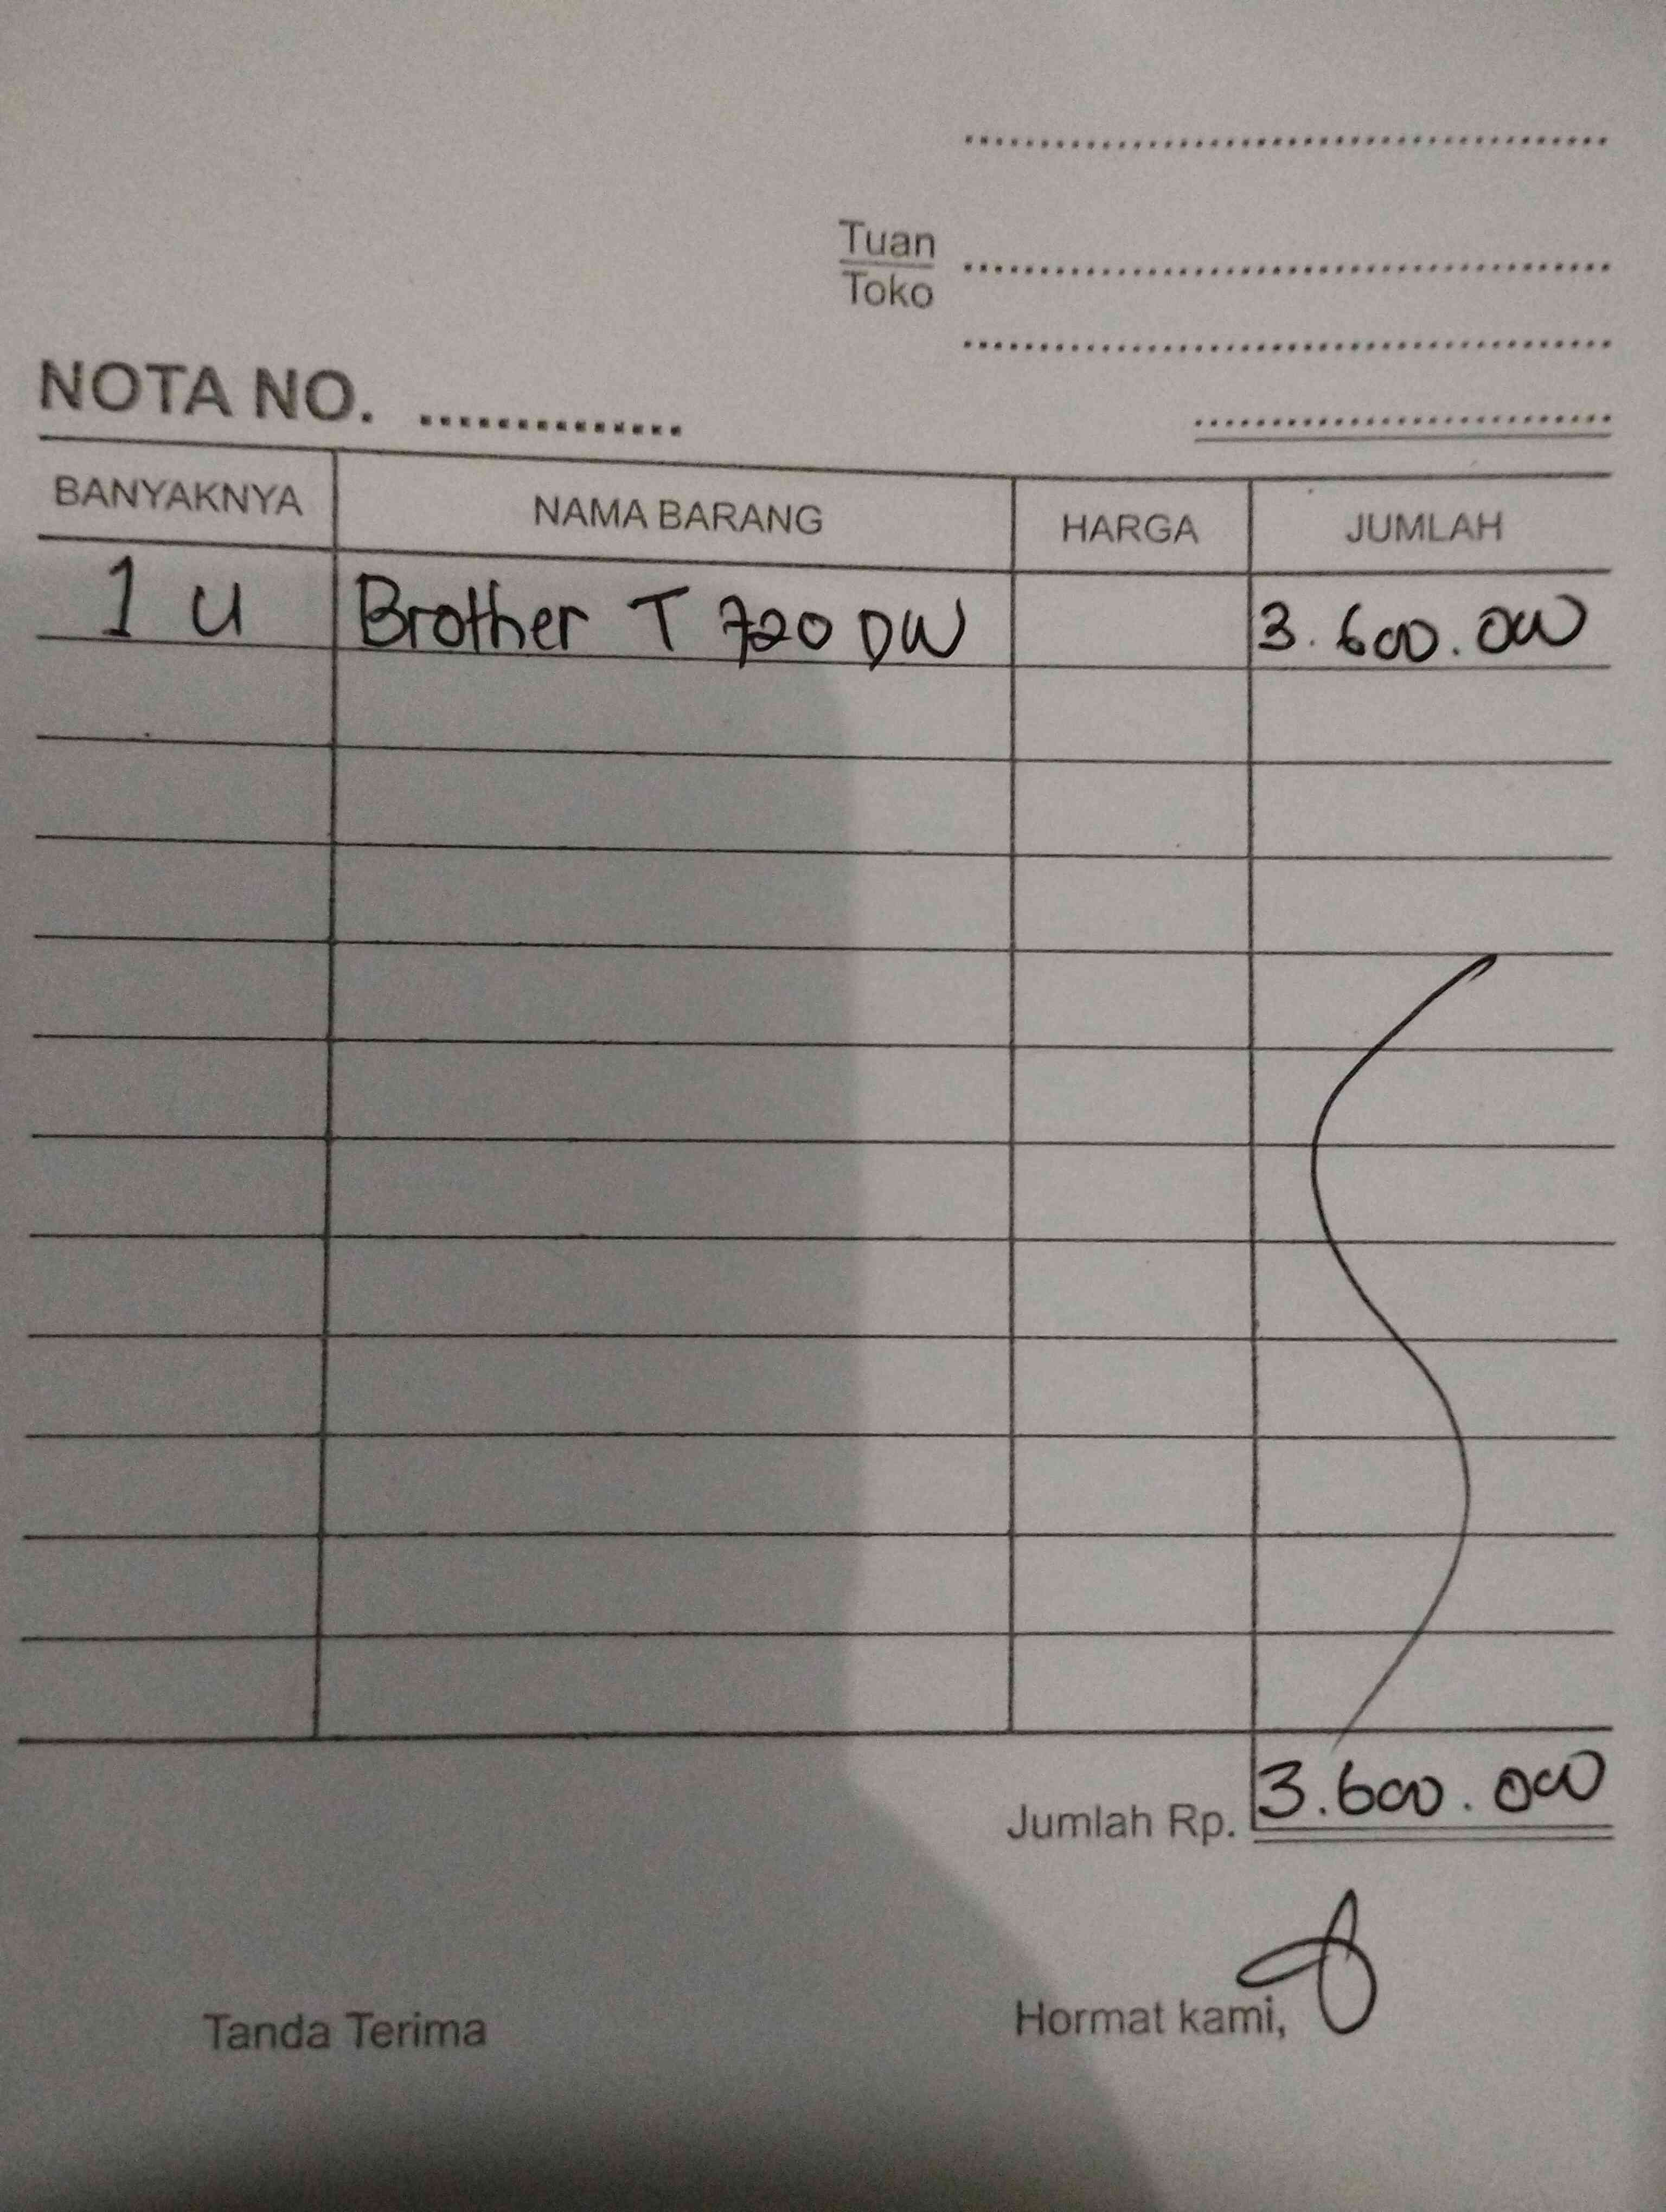 Tuan
Toko
NOTA NO. ..............
BANYAKNYA NAMA BARANG HARGA JUMLAH
1 U Brother T 720 DW 3.600.000
Jumlah Rp. 3.600.000
Tanda Terima Hormat kami,